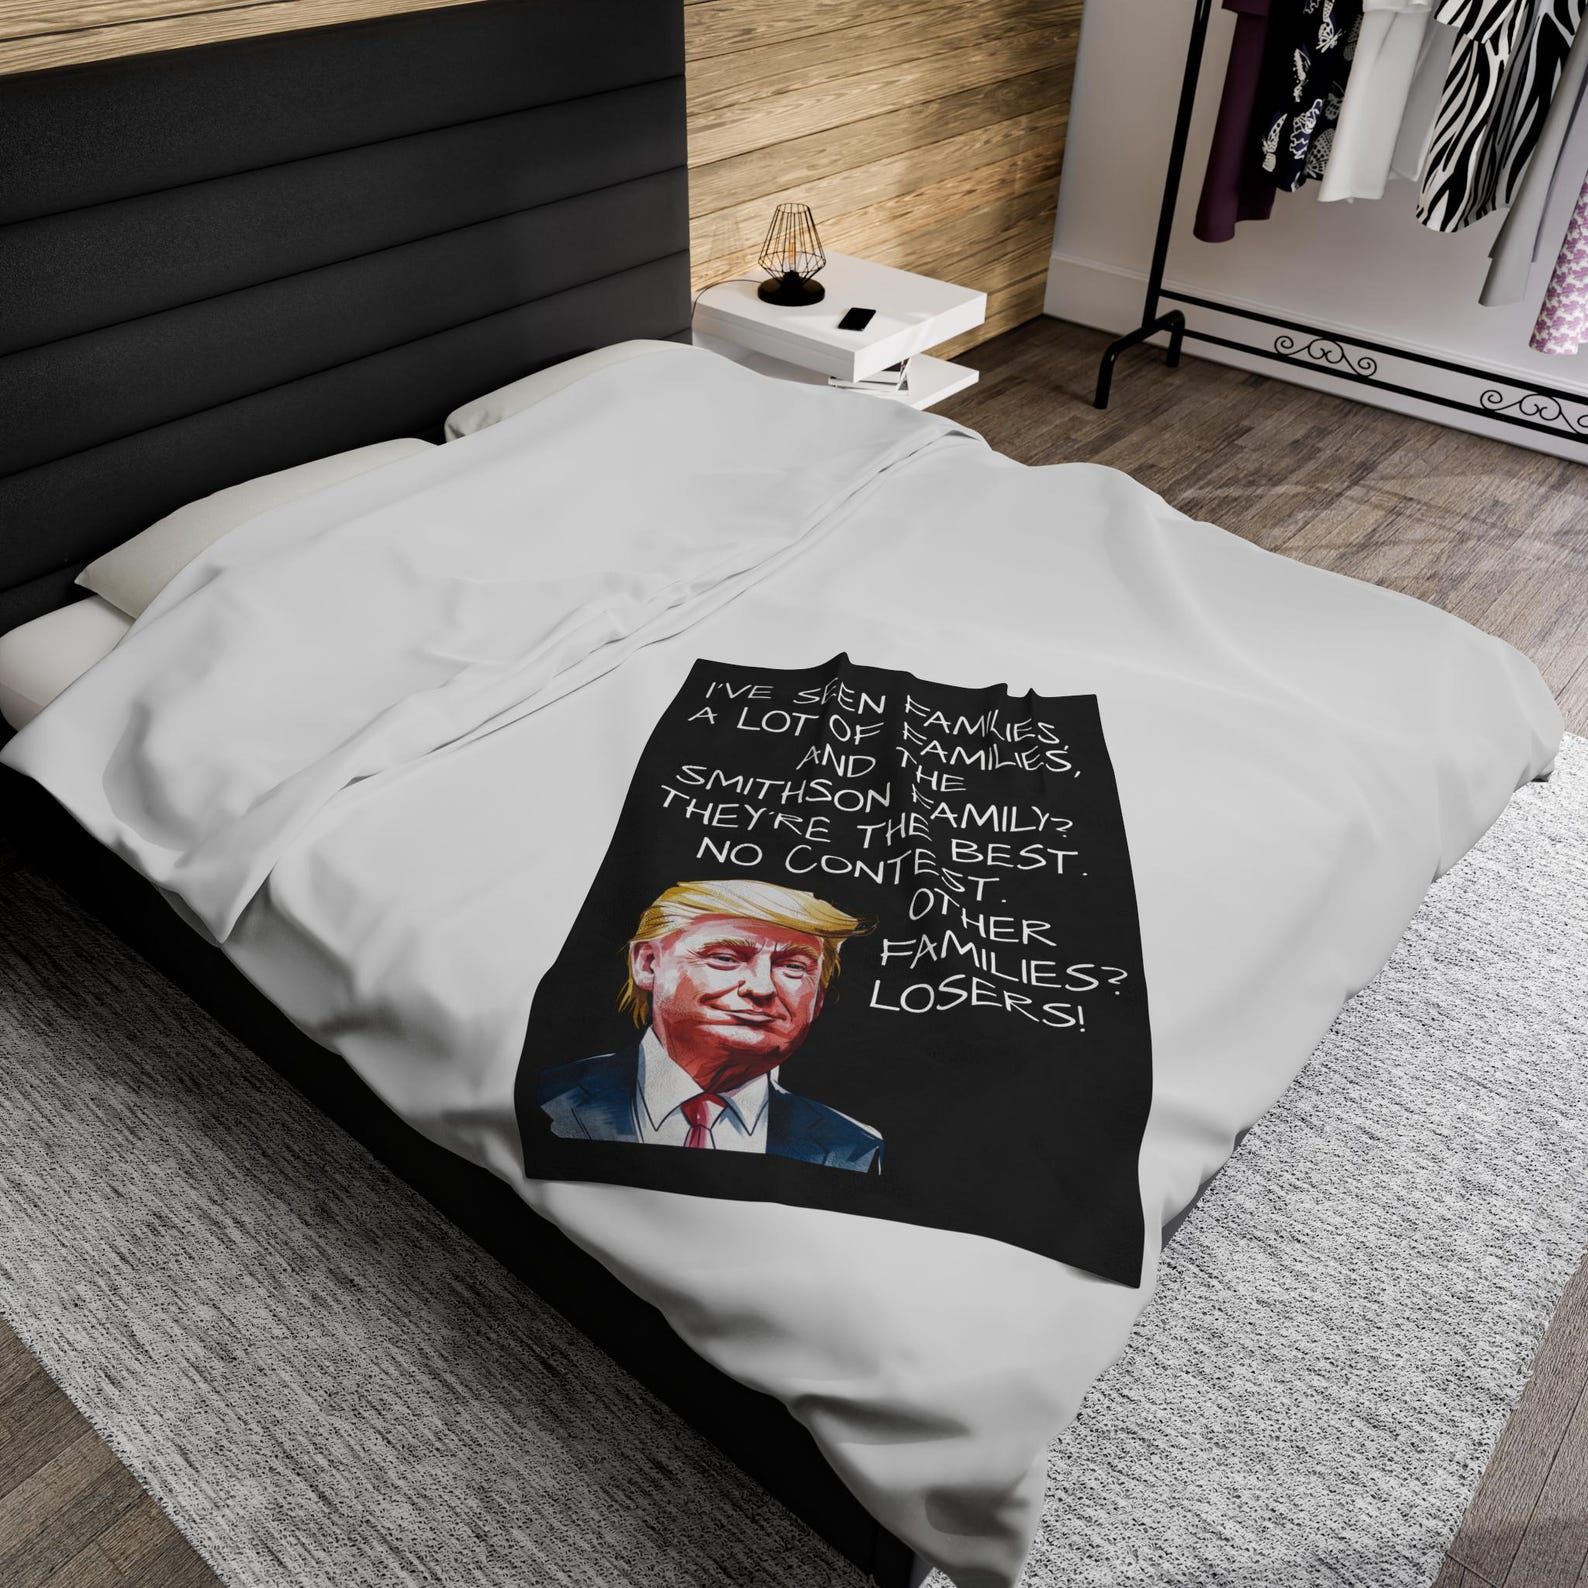 I'VE SEEN FAMILIES,
A LOT OF FAMILIES,
AND THE
SMITHSON FAMILY?
THEY'RE THE BEST.
NO CONTEST.
OTHER
FAMILIES?
LOSERS!